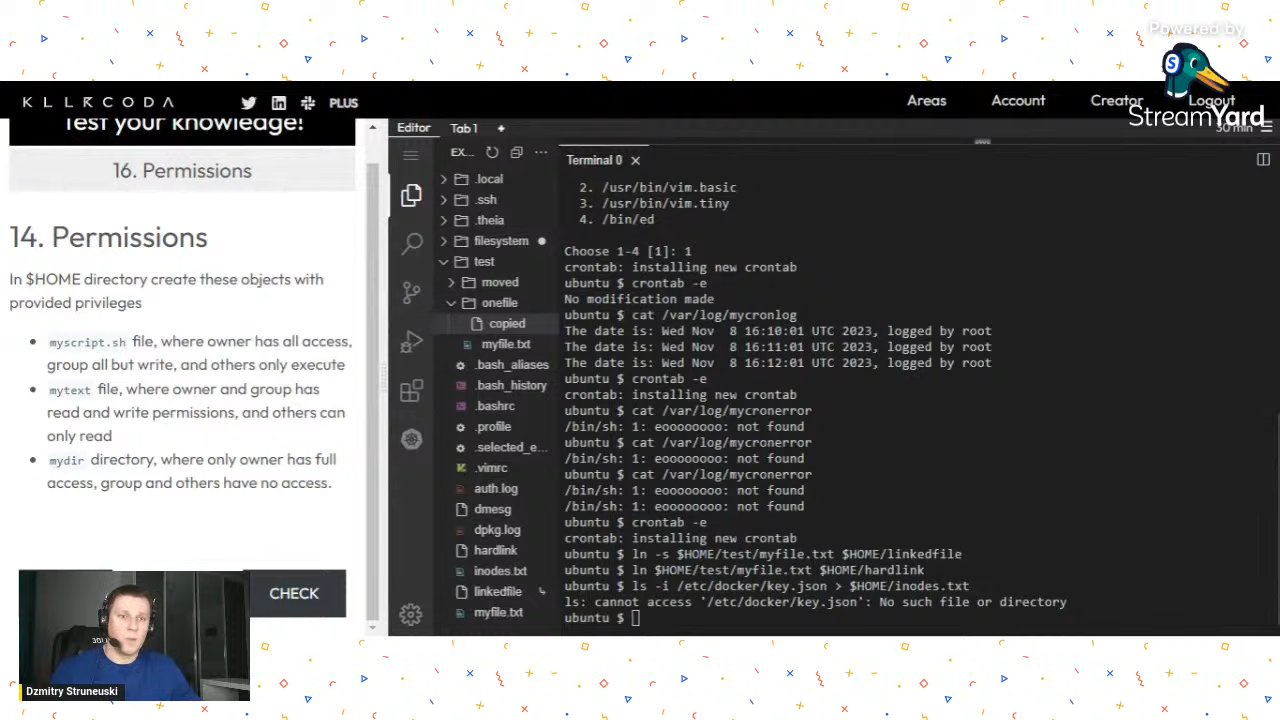 Powered by
StreamYard
KLLRCODA
PLUS
Areas
Account
Creator
Logout
30 min
Test your knowledge!
16. Permissions
14. Permissions
In $HOME directory create these objects with
provided privileges
myscript.sh file, where owner has all access,
group all but write, and others only execute
mytext file, where owner and group has
read and write permissions, and others can
only read
mydir directory, where only owner has full
access, group and others have no access.
CHECK
Dzmitry Struneuski
Editor
Tab 1
EX...
.local
.ssh
.theia
filesystem
test
moved
onefile
copied
myfile.txt
.bash_aliases
.bash_history
.bashrc
.profile
.selected_e...
.vimrc
auth.log
dmesg
dpkg.log
hardlink
inodes.txt
linkedfile
myfile.txt
Terminal 0
2. /usr/bin/vim.basic
3. /usr/bin/vim.tiny
4. /bin/ed
Choose 1-4 [1]: 1
crontab: installing new crontab
ubuntu $ crontab -e
No modification made
ubuntu $ cat /var/log/mycronlog
The date is: Wed Nov  8 16:10:01 UTC 2023, logged by root
The date is: Wed Nov  8 16:11:01 UTC 2023, logged by root
The date is: Wed Nov  8 16:12:01 UTC 2023, logged by root
ubuntu $ crontab -e
crontab: installing new crontab
ubuntu $ cat /var/log/mycronerror
/bin/sh: 1: eoooooooo: not found
ubuntu $ cat /var/log/mycronerror
/bin/sh: 1: eoooooooo: not found
ubuntu $ cat /var/log/mycronerror
/bin/sh: 1: eoooooooo: not found
/bin/sh: 1: eoooooooo: not found
ubuntu $ crontab -e
crontab: installing new crontab
ubuntu $ ln -s $HOME/test/myfile.txt $HOME/linkedfile
ubuntu $ ln $HOME/test/myfile.txt $HOME/hardlink
ubuntu $ ls -i /etc/docker/key.json > $HOME/inodes.txt
ls: cannot access '/etc/docker/key.json': No such file or directory
ubuntu $